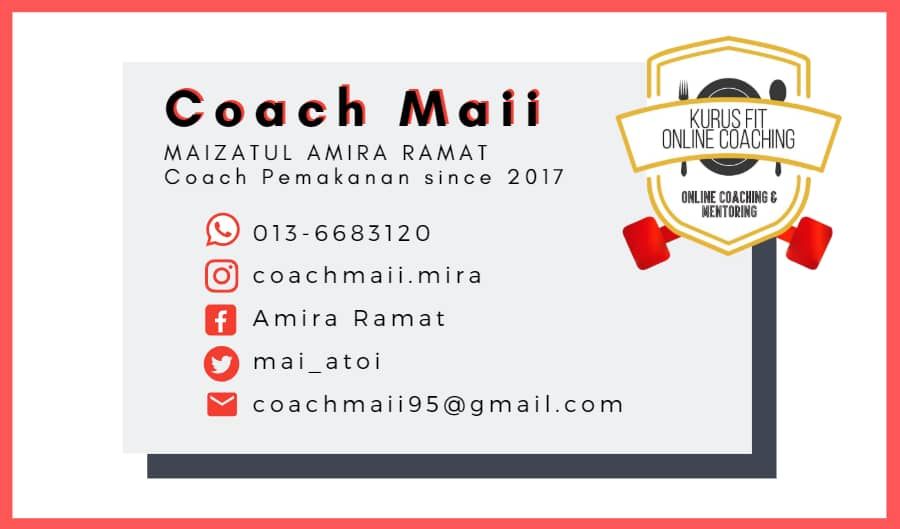 Coach Maii
MAIZATUL AMIRA RAMAT
Coach Pemakanan since 2017
013-6683120
coachmaii.mira
Amira Ramat
mai_atoi
coachmaii95@gmail.com
KURUS FIT
ONLINE COACHING
ONLINE COACHING &
MENTORING